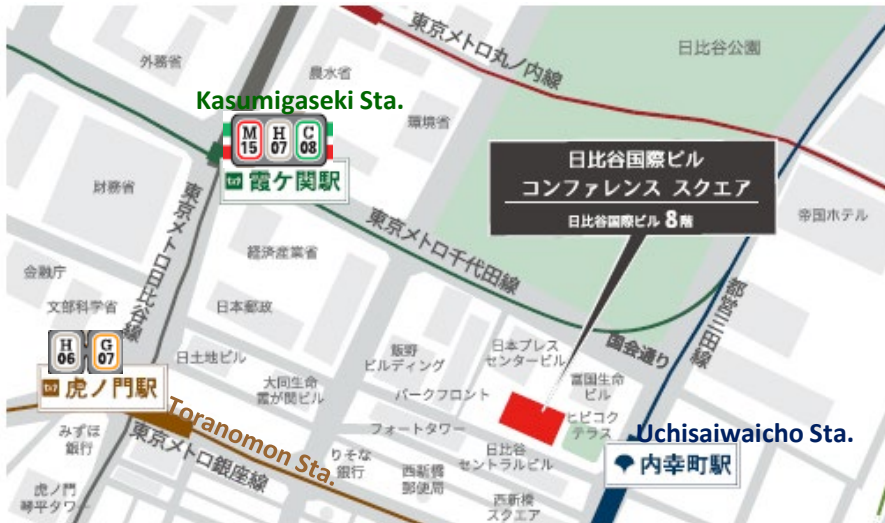 外務省
農水省
東京メトロ丸ノ内線
日比谷公園
Kasumigaseki Sta.
M
15
H
07
C
08
霞ケ関駅
環境省
日比谷国際ビル
コンファレンス スクエア
日比谷国際ビル 8階
財務省
東京メトロ日比谷線
東京メトロ千代田線
帝国ホテル
金融庁
経済産業省
文部科学省
日本郵政
都営三田線
国会通り
H
06
G
07
虎ノ門駅
日土地ビル
飯野
ビルディング
日本プレス
センタービル
大同生命
霞が関ビル
パークフロント
富国生命
ビル
Toranomon Sta.
フォートタワー
ヒビコク
テラス
Uchisaiwaicho Sta.
みずほ
銀行
東京メトロ銀座線
りそな
銀行
西新橋
郵便局
日比谷
セントラルビル
内幸町駅
虎ノ門
琴平タワー
西新橋
スクエア